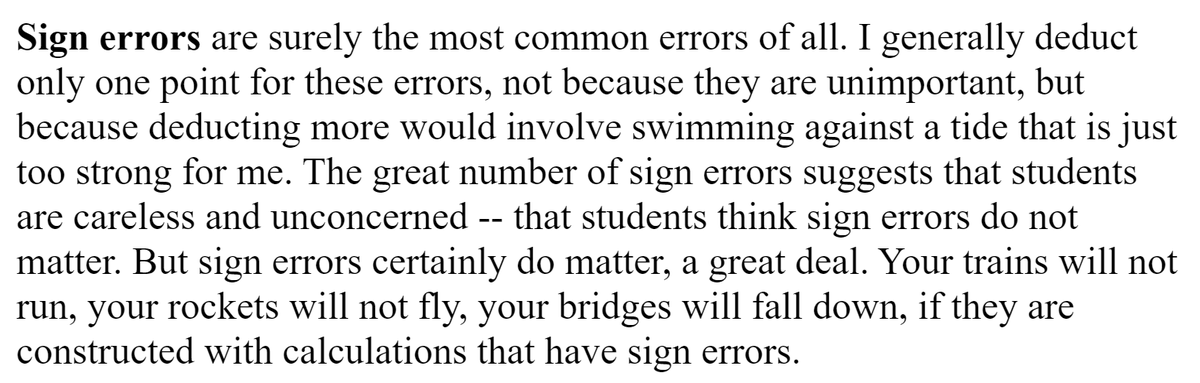 Sign errors are surely the most common errors of all. I generally deduct
only one point for these errors, not because they are unimportant, but
because deducting more would involve swimming against a tide that is just
too strong for me. The great number of sign errors suggests that students
are careless and unconcerned -- that students think sign errors do not
matter. But sign errors certainly do matter, a great deal. Your trains will not
run, your rockets will not fly, your bridges will fall down, if they are
constructed with calculations that have sign errors.